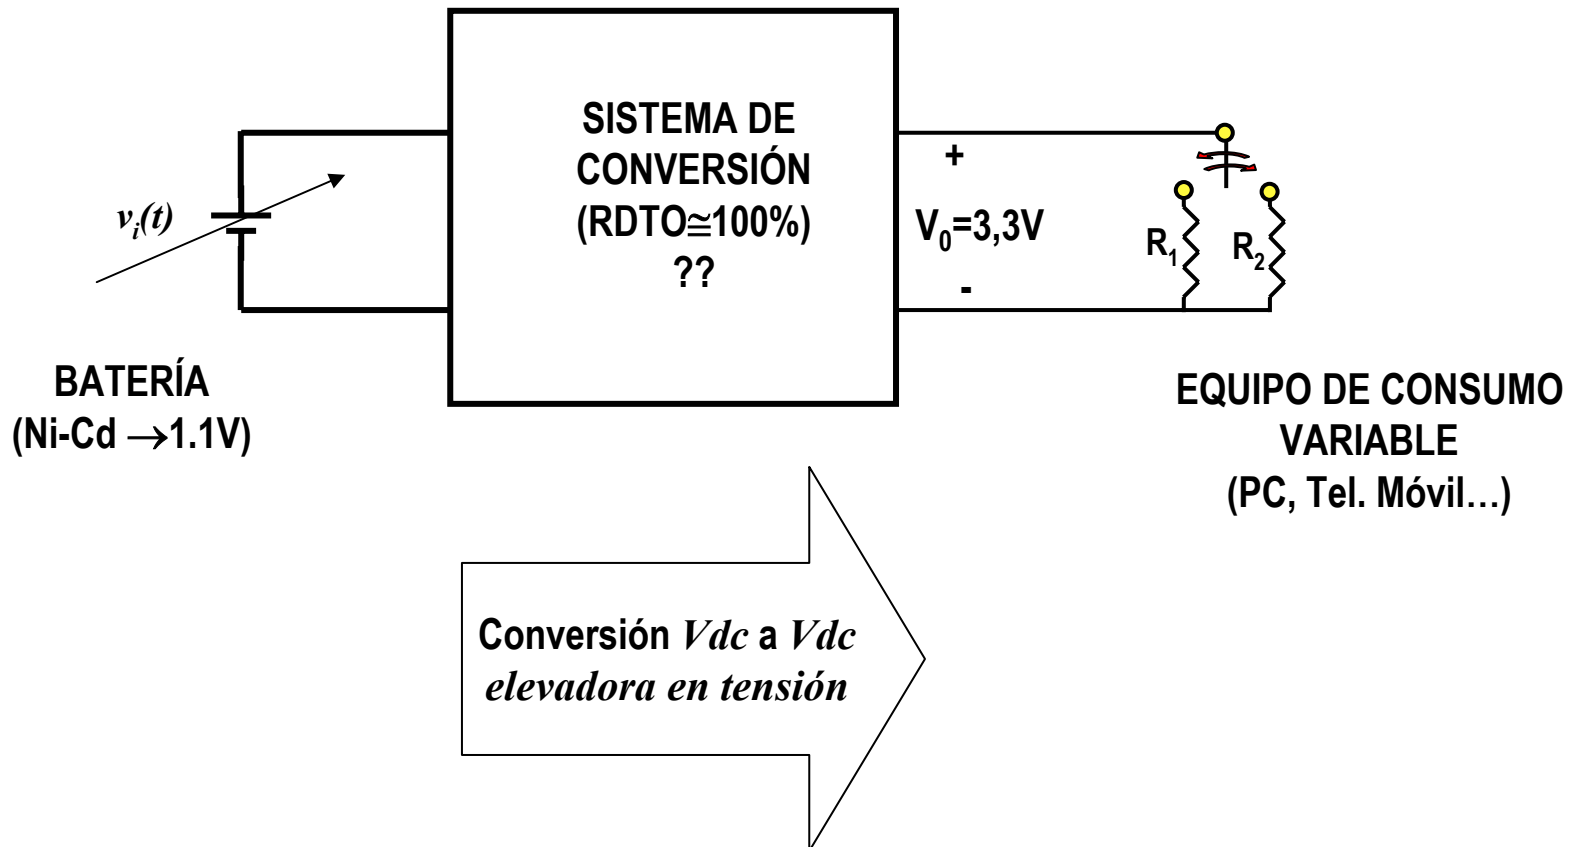 SISTEMA DE
CONVERSIÓN
(RDTO≅100%)
??
vi(t)
+
V0=3,3V
-
R1
R2
BATERÍA
(Ni-Cd →1.1V)
EQUIPO DE CONSUMO
VARIABLE
(PC, Tel. Móvil…)
Conversión Vdc a Vdc
elevadora en tensión